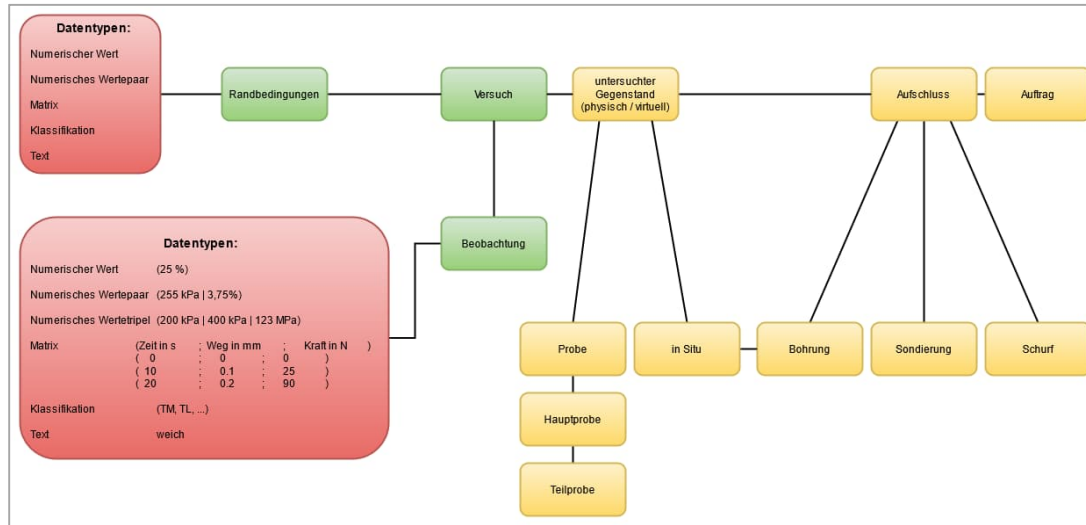 Datentypen:
Numerischer Wert
Numerisches Wertepaar
Matrix
Klassifikation
Text
Randbedingungen
Versuch
untersuchter
Gegenstand
(physisch / virtuell)
Aufschluss
Auftrag
Beobachtung
Datentypen:
Numerischer Wert (25 %)
Numerisches Wertepaar (255 kPa | 3,75%)
Numerisches Wertetripel (200 kPa | 400 kPa | 123 MPa)
Matrix (Zeit in s ; Weg in mm ; Kraft in N )
( 0 ; 0 ; 0 )
( 10 ; 0.1 ; 25 )
( 20 ; 0.2 ; 90 )
Klassifikation (TM, TL, ...)
Text weich
Probe
in Situ
Bohrung
Sondierung
Schurf
Hauptprobe
Teilprobe